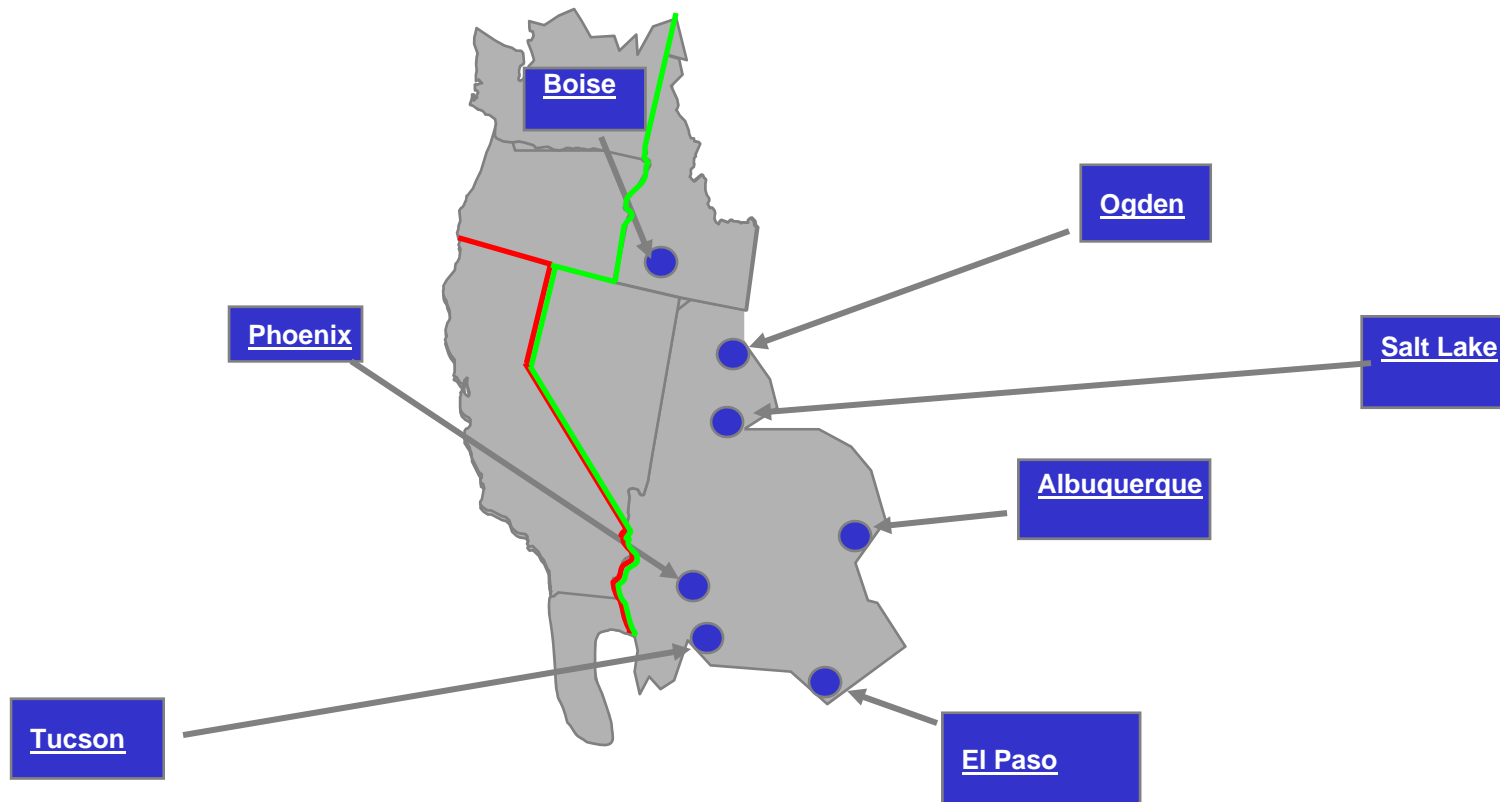 Boise
Ogden
Phoenix
Salt Lake
Albuquerque
Tucson
El Paso